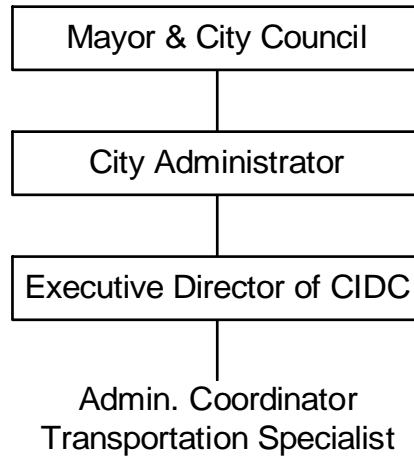 Mayor & City Council
City Administrator
Executive Director of CIDC
Admin. Coordinator
Transportation Specialist